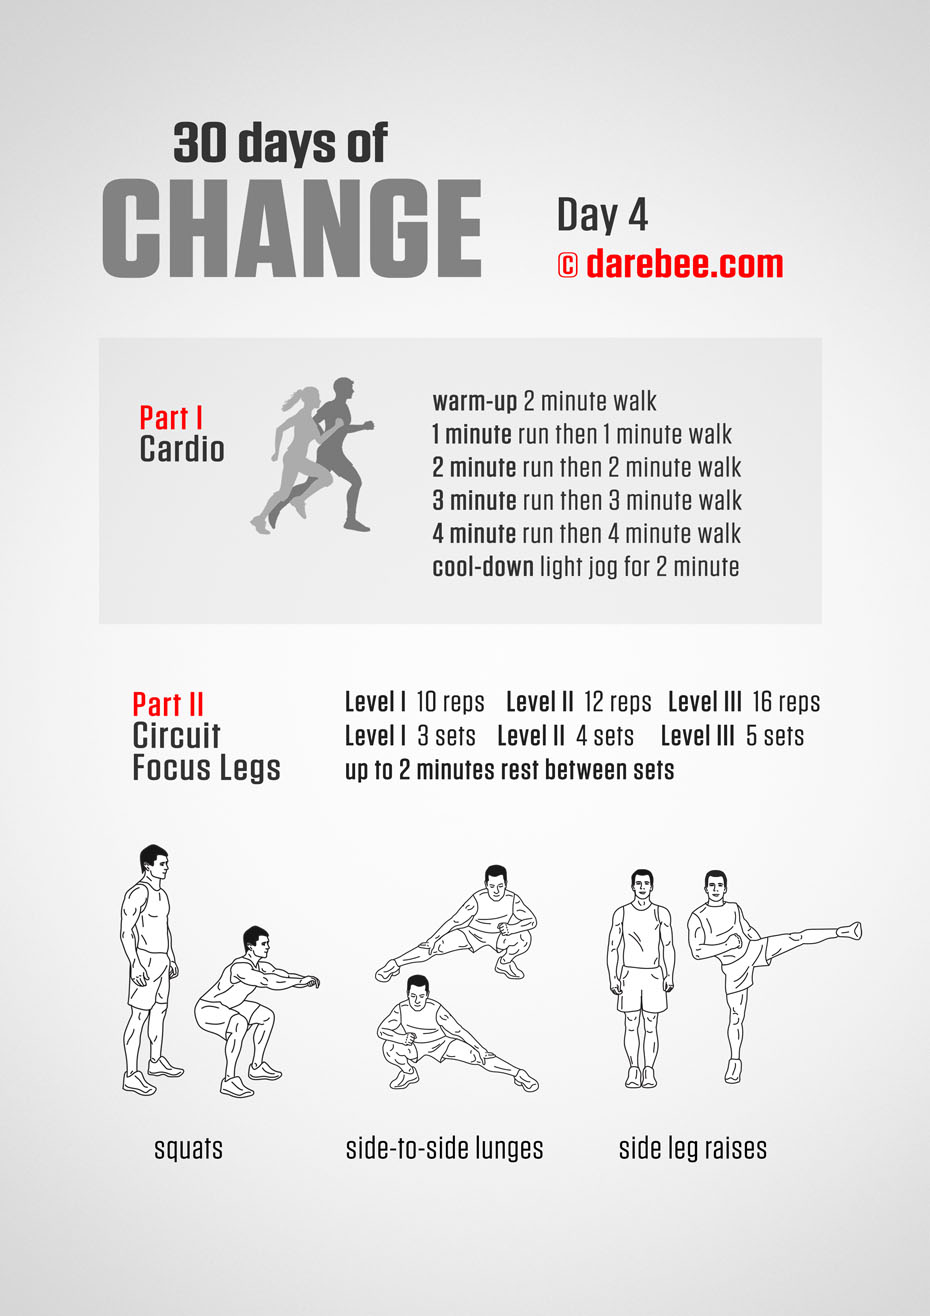 30 days of
CHANGE
Day 4
© darebee.com
Part I
Cardio
warm-up 2 minute walk
1 minute run then 1 minute walk
2 minute run then 2 minute walk
3 minute run then 3 minute walk
4 minute run then 4 minute walk
cool-down light jog for 2 minute
Part II
Circuit
Focus Legs
Level I 10 reps Level II 12 reps Level III 16 reps
Level I 3 sets Level II 4 sets Level III 5 sets
up to 2 minutes rest between sets
squats
side-to-side lunges
side leg raises